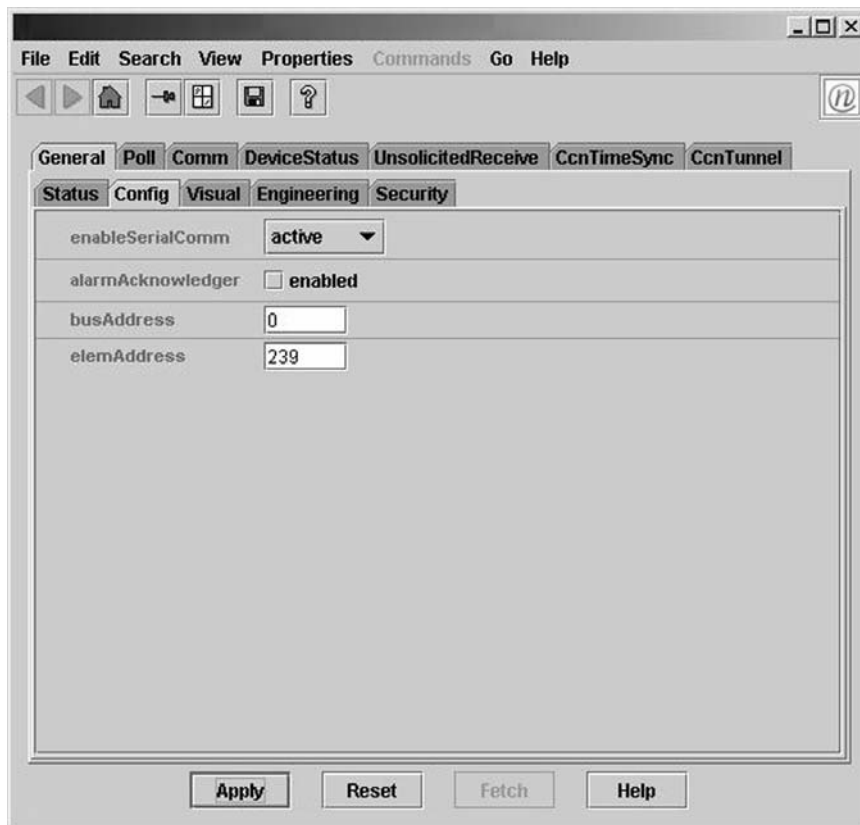 File Edit Search View Properties Commands Go Help
n
General Poll Comm DeviceStatus UnsolicitedReceive CcnTimeSync CcnTunnel
Status Config Visual Engineering Security
enableSerialComm active
alarmAcknowledger enabled
busAddress 0
elemAddress 239
Apply Reset Fetch Help